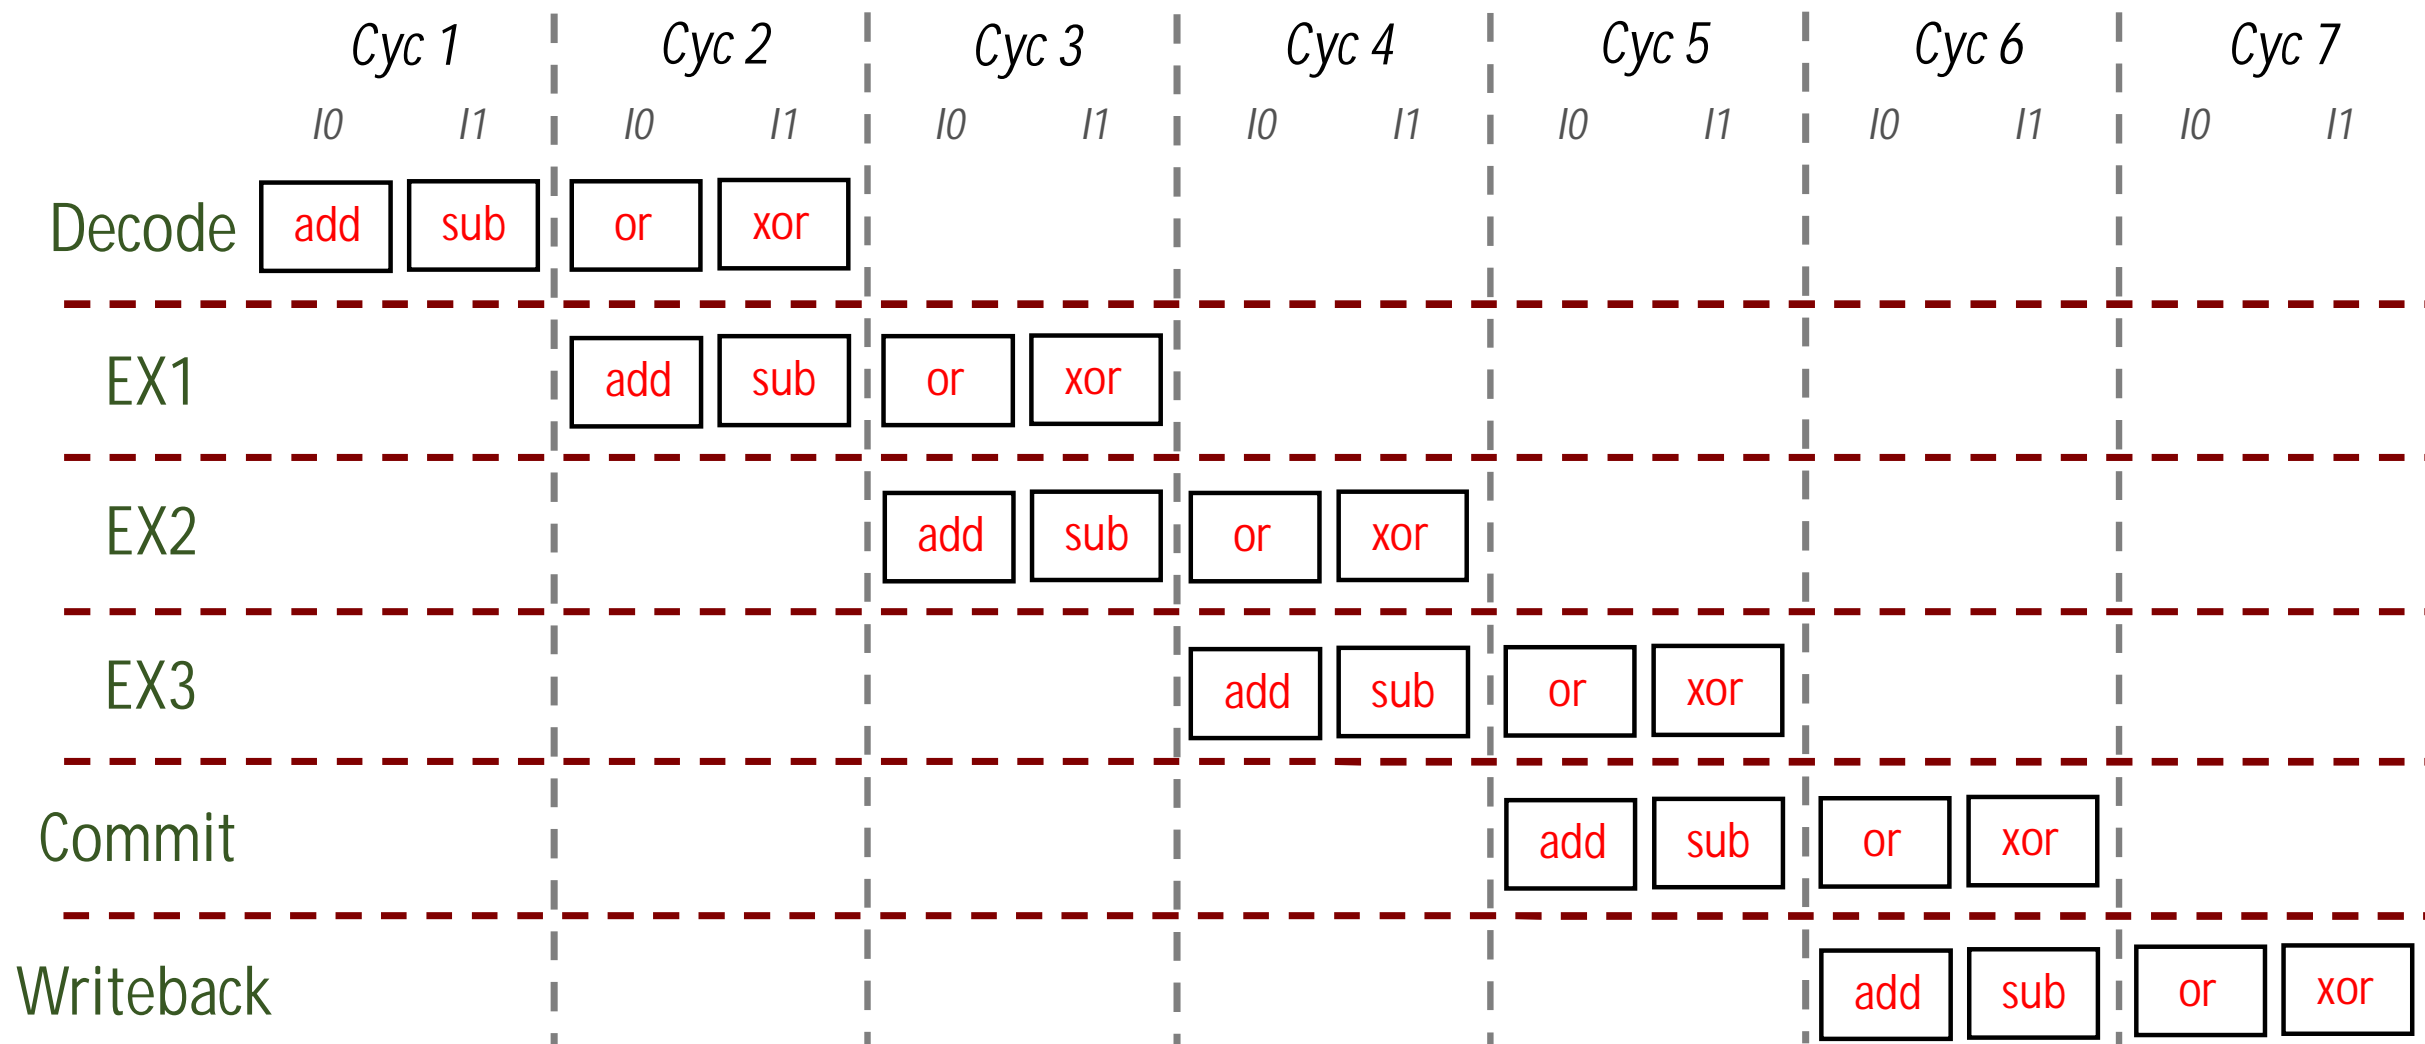 Cyc 1 Cyc 2 Cyc 3 Cyc 4 Cyc 5 Cyc 6 Cyc 7
I0 I1 I0 I1 I0 I1 I0 I1 I0 I1 I0 I1 I0 I1
Decode add sub or xor
EX1 add sub or xor
EX2 add sub or xor
EX3 add sub or xor
Commit add sub or xor
Writeback add sub or xor